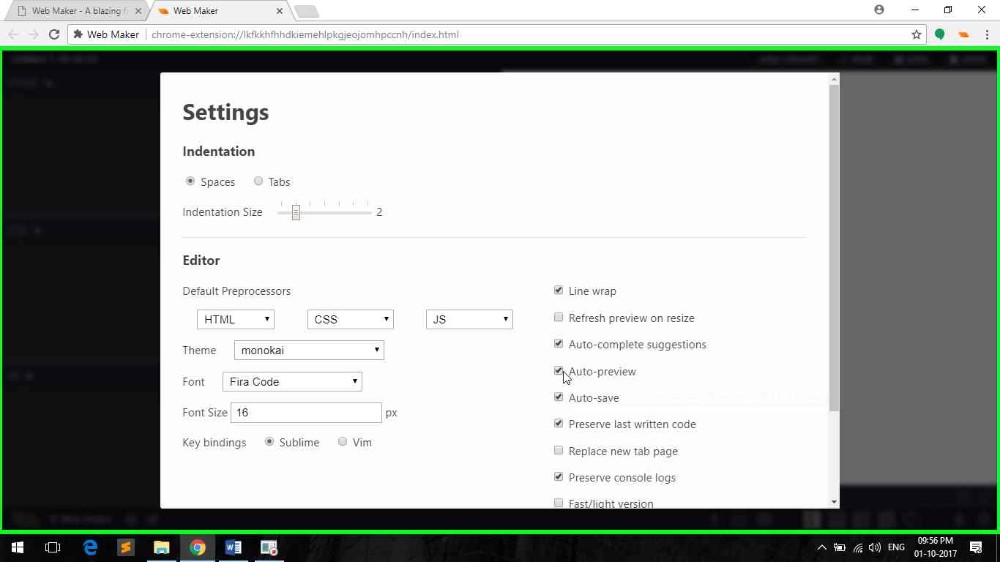 Web Maker - A blazing f
Web Maker
Web Maker
chrome-extension://lkfkkhfhhdkiemehlpkgjeojomhpccnh/index.html
Settings
Indentation
Spaces Tabs
Indentation Size 2
Editor
Default Preprocessors
HTML CSS JS
Theme monokai
Font Fira Code
Font Size 16 px
Key bindings Sublime Vim
Line wrap
Refresh preview on resize
Auto-complete suggestions
Auto-preview
Auto-save
Preserve last written code
Replace new tab page
Preserve console logs
Fast/light version
ENG
09:56 PM
01-10-2017